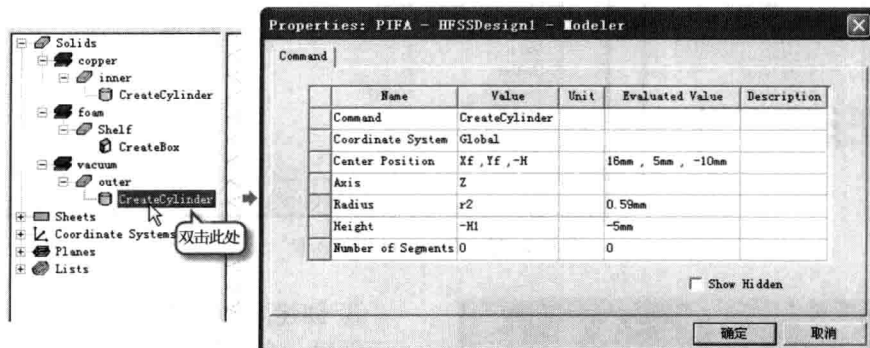 Solids
copper
inner
CreateCylinder
foam
Shelf
CreateBox
vacuum
outer
CreateCylinder
Sheets
Coordinate Systems
Planes
Lists
双击此处
Properties: PIFA - HFSSDesign1 - Modeler
Command
Name Value Unit Evaluated Value Description
Command CreateCylinder
Coordinate System Global
Center Position Xf ,Yf ,-H 16mm , 5mm , -10mm
Axis Z
Radius r2 0.59mm
Height -H1 -5mm
Number of Segments 0 0
Show Hidden
确定 取消